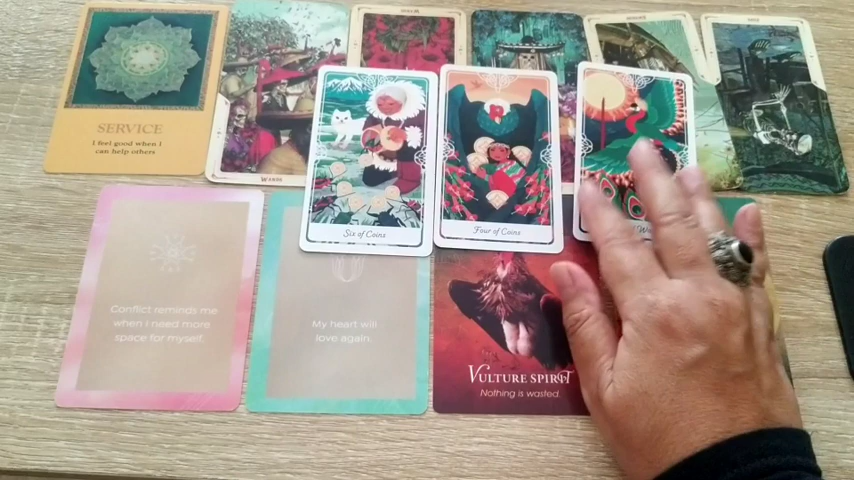 SERVICE
I feel good when I
can help others
WANDS
Six of Coins
Four of Coins
Conflict reminds me
when I need more
space for myself.
My heart will
love again.
VULTURE SPIRIT
Nothing is wasted.